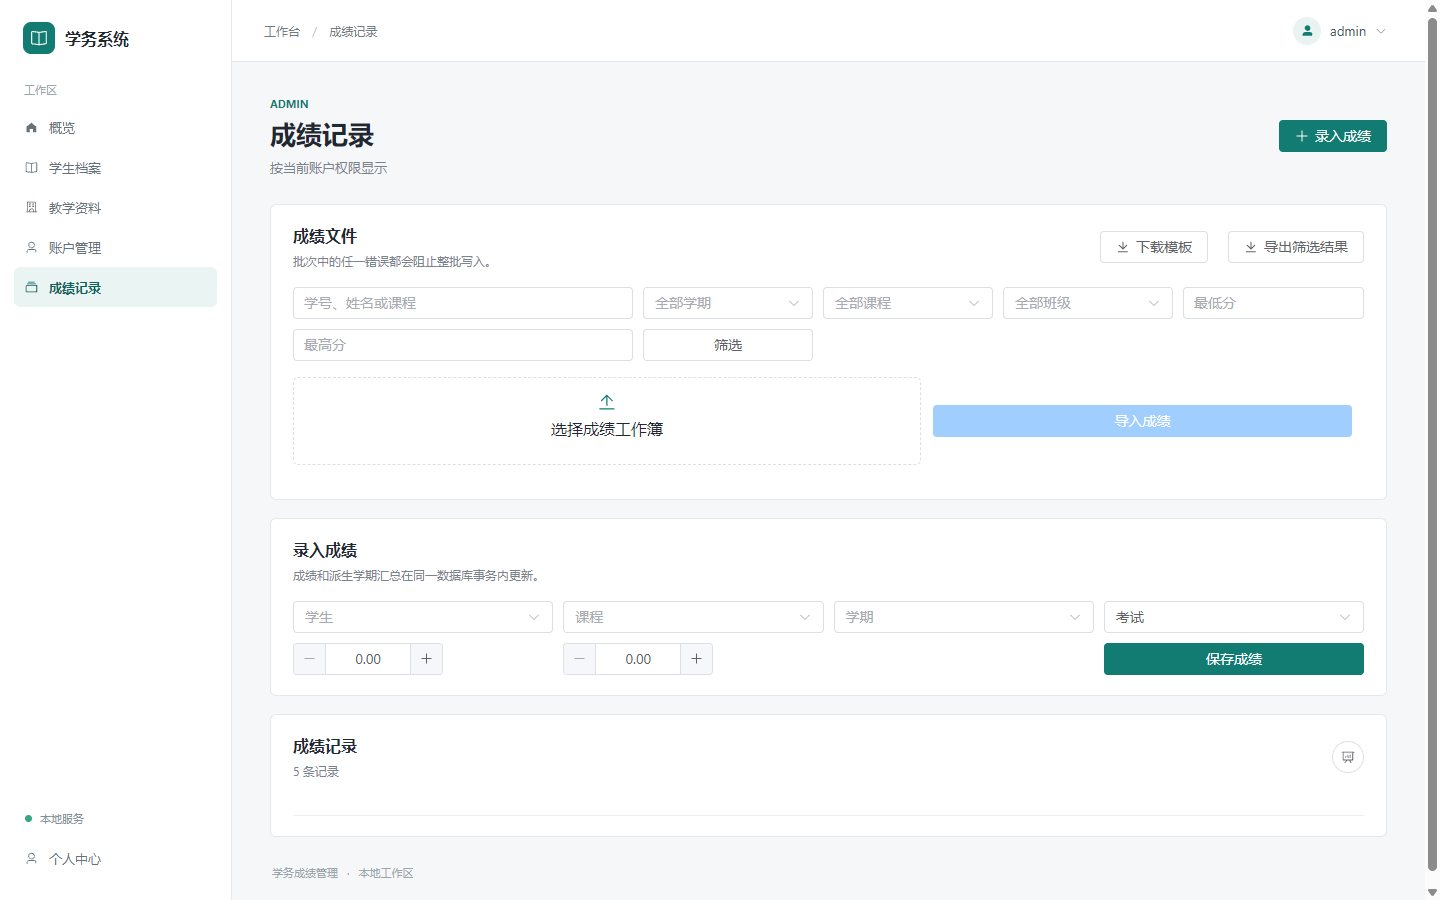 学务系统
工作区
概览
学生档案
教学资料
账户管理
成绩记录
本地服务
个人中心
工作台 / 成绩记录
admin
ADMIN
成绩记录
按当前账户权限显示
录入成绩
成绩文件
批次中的任一错误都会阻止整批写入。
下载模板
导出筛选结果
学号、姓名或课程
全部学期
全部课程
全部班级
最低分
最高分
筛选
选择成绩工作簿
导入成绩
录入成绩
成绩和派生学期汇总在同一数据库事务内更新。
学生
课程
学期
考试
0.00
0.00
保存成绩
成绩记录
5 条记录
学务成绩管理 · 本地工作区